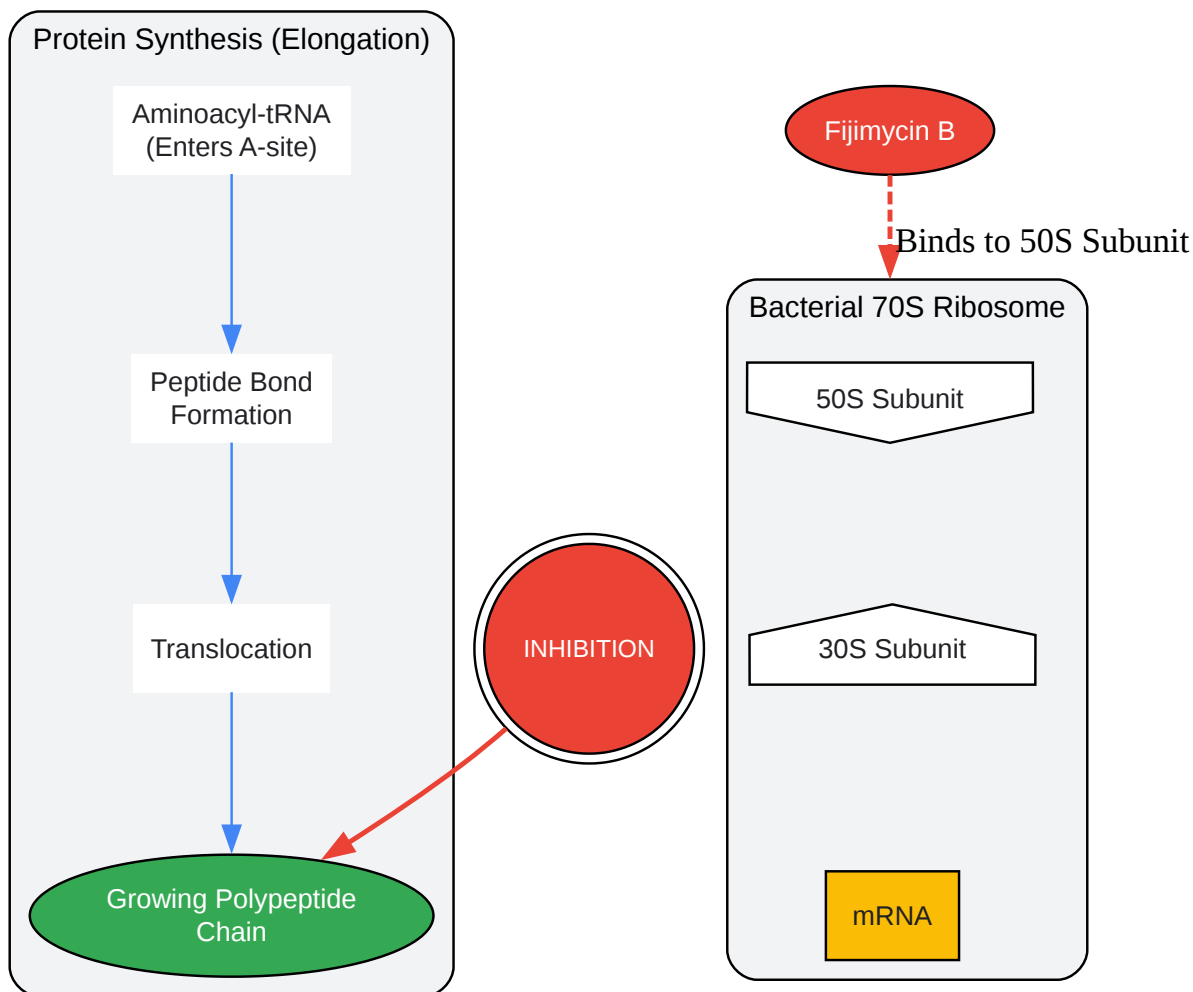 Protein Synthesis (Elongation)
Aminoacyl-tRNA
(Enters A-site)
Peptide Bond
Formation
Translocation
Growing Polypeptide
Chain
INHIBITION
Fijimycin B
Binds to 50S Subunit
Bacterial 70S Ribosome
50S Subunit
30S Subunit
mRNA